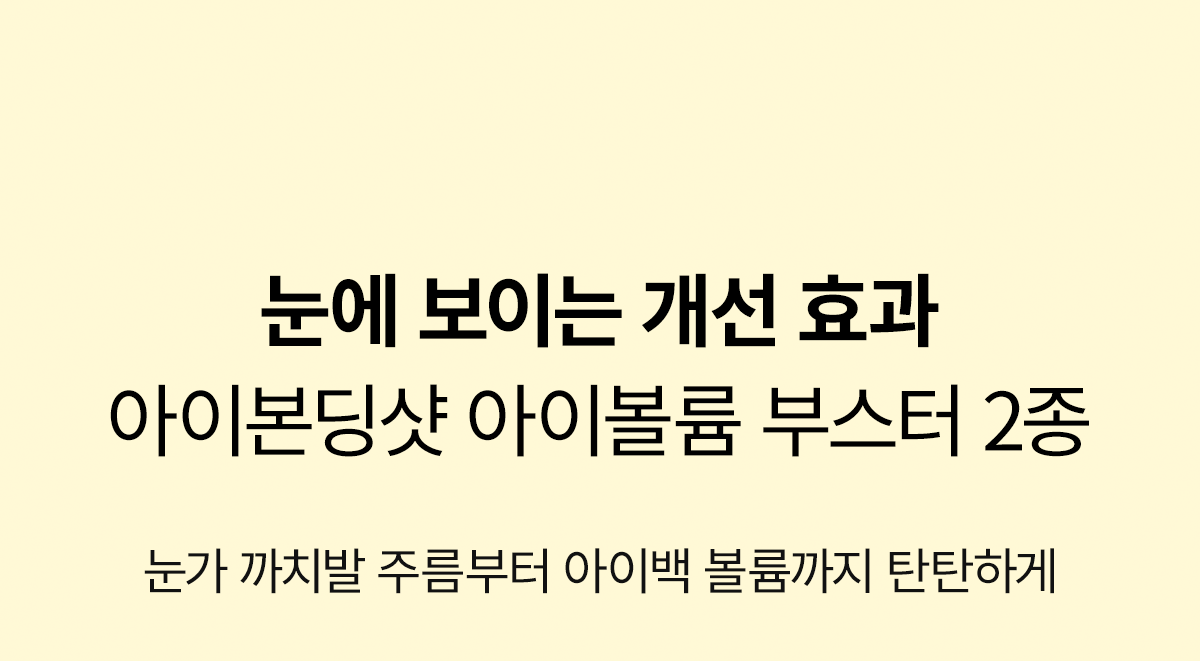 눈에 보이는 개선 효과
아이본딩샷 아이볼륨 부스터 2종
눈가 까치발 주름부터 아이백 볼륨까지 탄탄하게